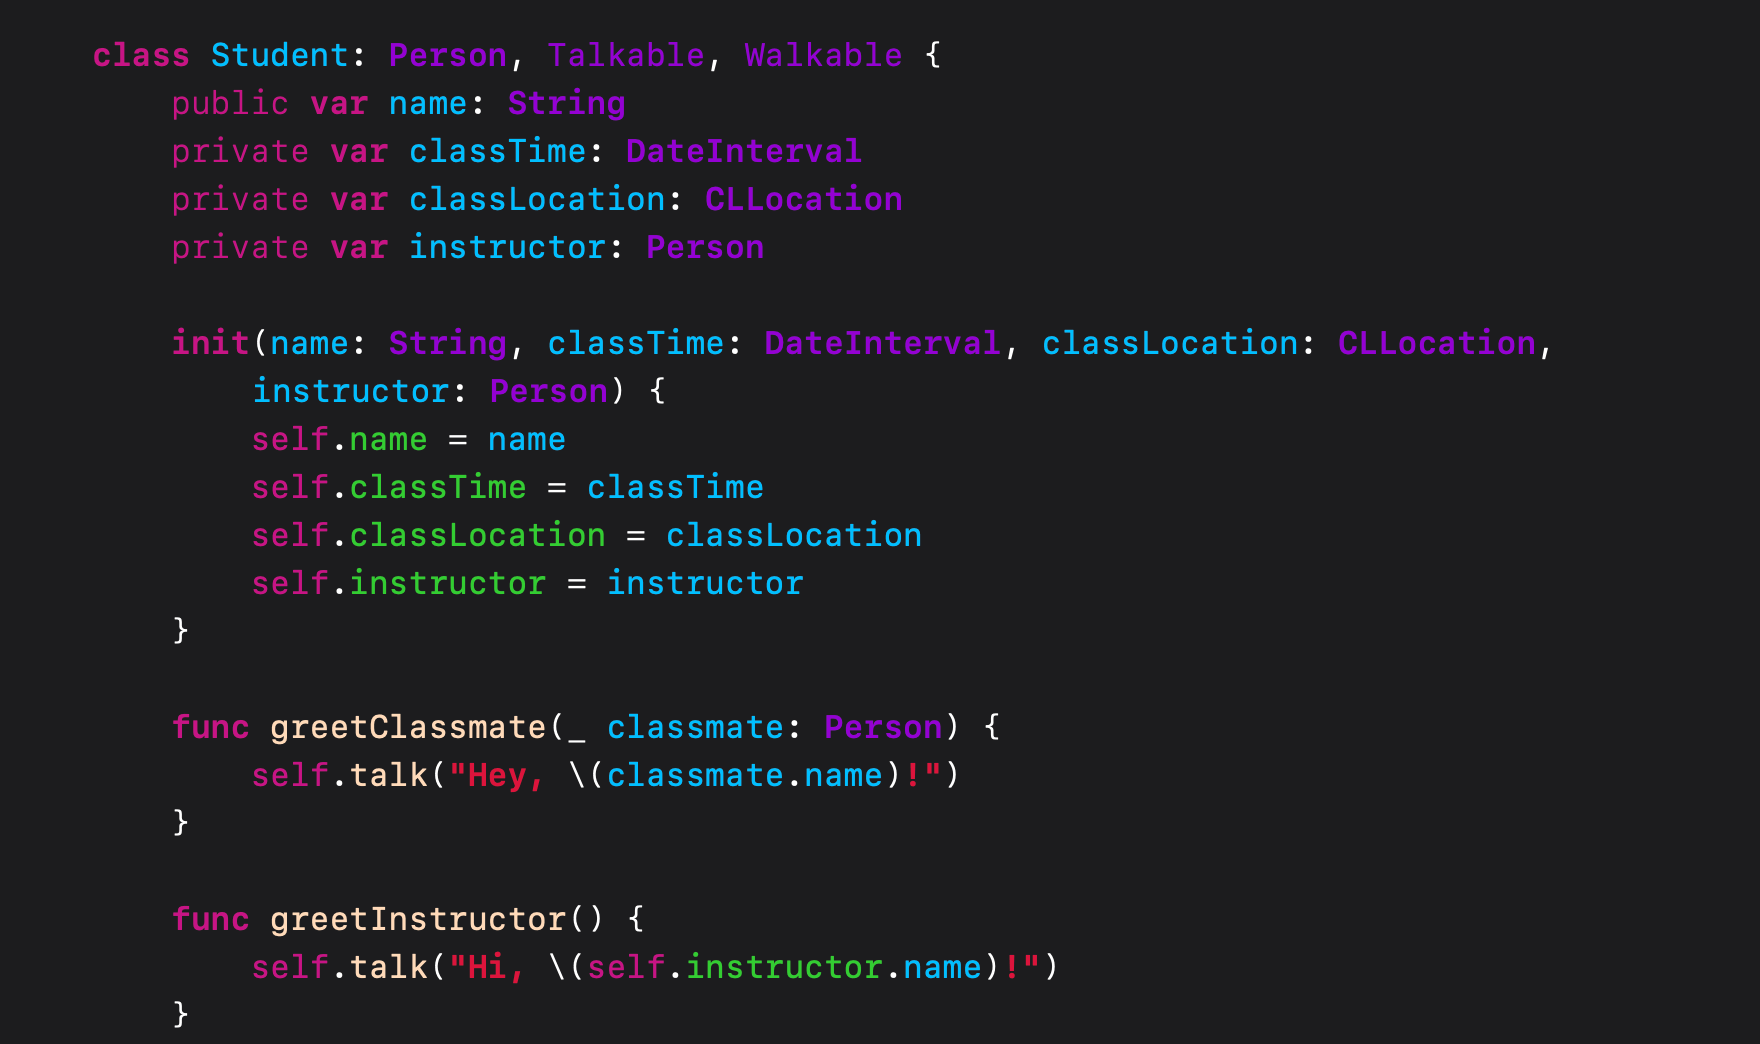 class Student: Person, Talkable, Walkable {
    public var name: String
    private var classTime: DateInterval
    private var classLocation: CLLocation
    private var instructor: Person

    init(name: String, classTime: DateInterval, classLocation: CLLocation,
        instructor: Person) {
        self.name = name
        self.classTime = classTime
        self.classLocation = classLocation
        self.instructor = instructor
    }

    func greetClassmate(_ classmate: Person) {
        self.talk("Hey, \(classmate.name)!")
    }

    func greetInstructor() {
        self.talk("Hi, \(self.instructor.name)!")
    }